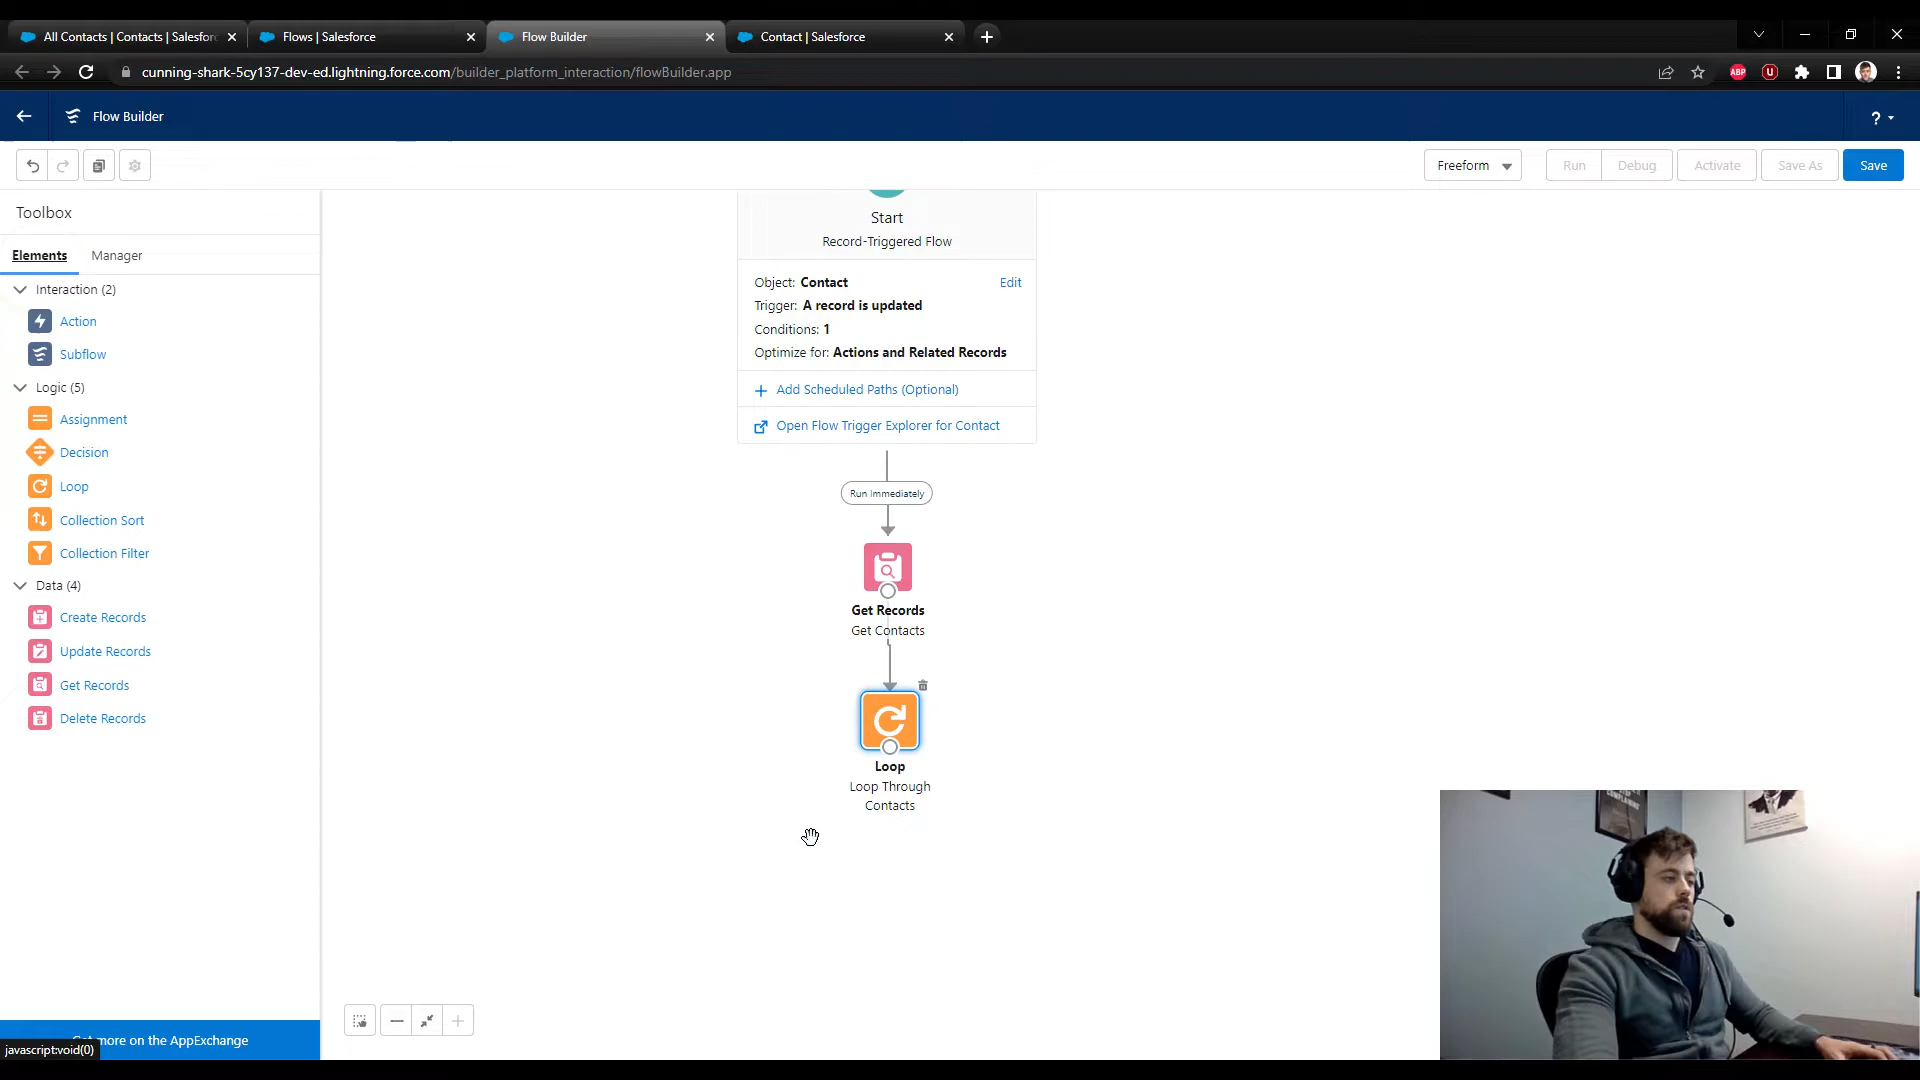 All Contacts | Contacts | Salesfor
Flows | Salesforce
Flow Builder
Contact | Salesforce
cunning-shark-5cy137-dev-ed.lightning.force.com/builder_platform_interaction/flowBuilder.app
ABP
Flow Builder
?
Freeform
Run
Debug
Activate
Save As
Save
Toolbox
Elements
Manager
Interaction (2)
Action
Subflow
Logic (5)
Assignment
Decision
Loop
Collection Sort
Collection Filter
Data (4)
Create Records
Update Records
Get Records
Delete Records
Get more on the AppExchange
javascript:void(0)
Start
Record-Triggered Flow
Object: Contact
Edit
Trigger: A record is updated
Conditions: 1
Optimize for: Actions and Related Records
Add Scheduled Paths (Optional)
Open Flow Trigger Explorer for Contact
Run Immediately
Get Records
Get Contacts
Loop
Loop Through
Contacts